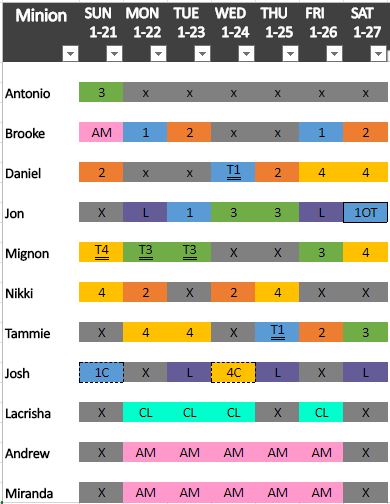 Minion SUN MON TUE WED THU FRI SAT
1-21 1-22 1-23 1-24 1-25 1-26 1-27
Antonio 3 x x x x x x
Brooke AM 1 2 x x 1 2
Daniel 2 x x T1 2 4 4
Jon X L 1 3 3 L 1OT
Mignon T4 T3 T3 X X 3 4
Nikki 4 2 X 2 4 X X
Tammie X 4 4 X T1 2 3
Josh 1C X L 4C L X L
Lacrisha X CL CL CL X CL X
Andrew X AM AM AM AM AM X
Miranda X AM AM AM AM AM X